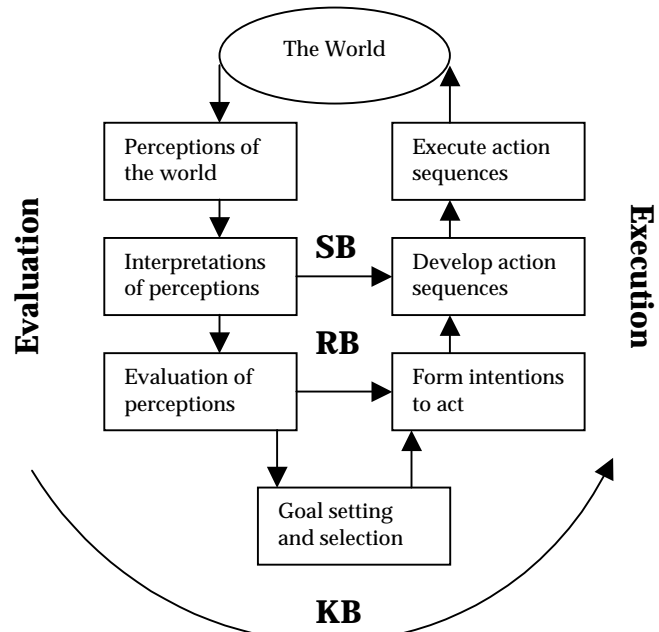 The World
Perceptions of
the world
Execute action
sequences
Evaluation
SB
Execution
Interpretations
of perceptions
Develop action
sequences
RB
Evaluation of
perceptions
Form intentions
to act
Goal setting
and selection
KB